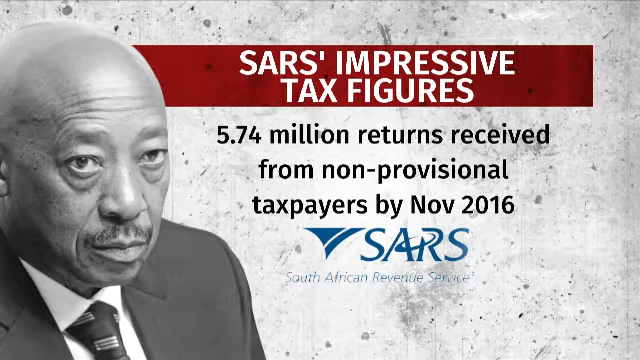 SARS' IMPRESSIVE
TAX FIGURES
5.74 million returns received
from non-provisional
taxpayers by Nov 2016
SARS
South African Revenue Service